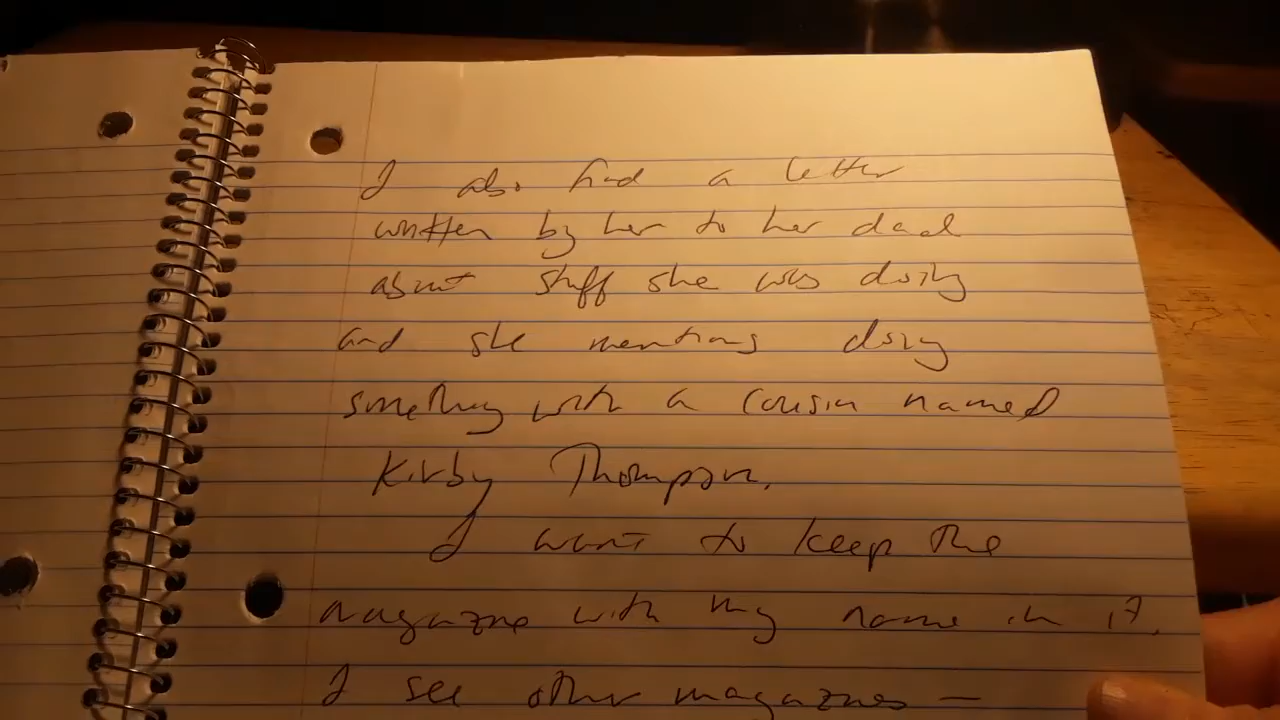 I also find a letter
written by her to her dad
about stuff she was doing
and she mentions doing
something with a cousin named
Kirby Thompson.
I want to keep the
magazine with my name in it.
I see other magazines —